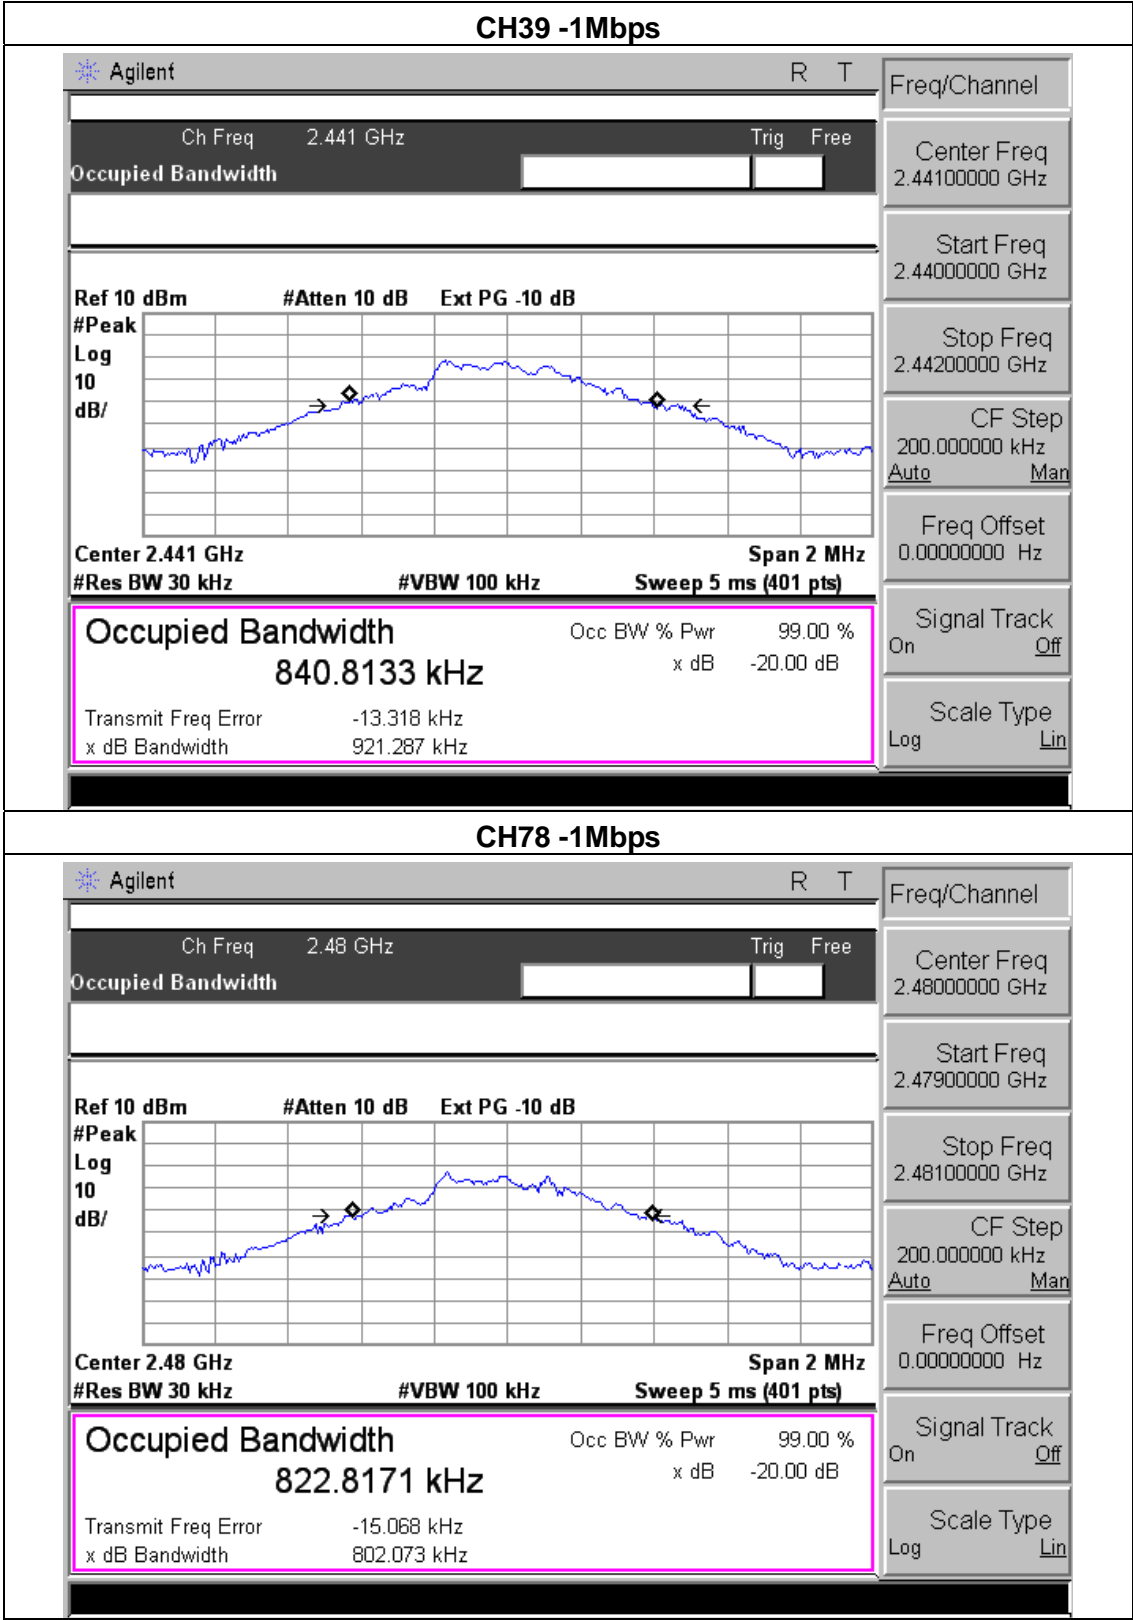 CH39 -1Mbps
Agilent R T
Freq/Channel
Ch Freq 2.441 GHz Trig Free
Occupied Bandwidth
Center Freq
2.44100000 GHz
Start Freq
2.44000000 GHz
Stop Freq
2.44200000 GHz
CF Step
200.000000 kHz
Auto Man
Freq Offset
0.00000000 Hz
Signal Track
On Off
Scale Type
Log Lin
Ref 10 dBm #Atten 10 dB Ext PG -10 dB
#Peak
Log
10
dB/
Center 2.441 GHz Span 2 MHz
#Res BW 30 kHz #VBW 100 kHz Sweep 5 ms (401 pts)
Occupied Bandwidth Occ BW % Pwr 99.00 %
840.8133 kHz x dB -20.00 dB
Transmit Freq Error -13.318 kHz
x dB Bandwidth 921.287 kHz
CH78 -1Mbps
Agilent R T
Freq/Channel
Ch Freq 2.48 GHz Trig Free
Occupied Bandwidth
Center Freq
2.48000000 GHz
Start Freq
2.47900000 GHz
Stop Freq
2.48100000 GHz
CF Step
200.000000 kHz
Auto Man
Freq Offset
0.00000000 Hz
Signal Track
On Off
Scale Type
Log Lin
Ref 10 dBm #Atten 10 dB Ext PG -10 dB
#Peak
Log
10
dB/
Center 2.48 GHz Span 2 MHz
#Res BW 30 kHz #VBW 100 kHz Sweep 5 ms (401 pts)
Occupied Bandwidth Occ BW % Pwr 99.00 %
822.8171 kHz x dB -20.00 dB
Transmit Freq Error -15.068 kHz
x dB Bandwidth 802.073 kHz